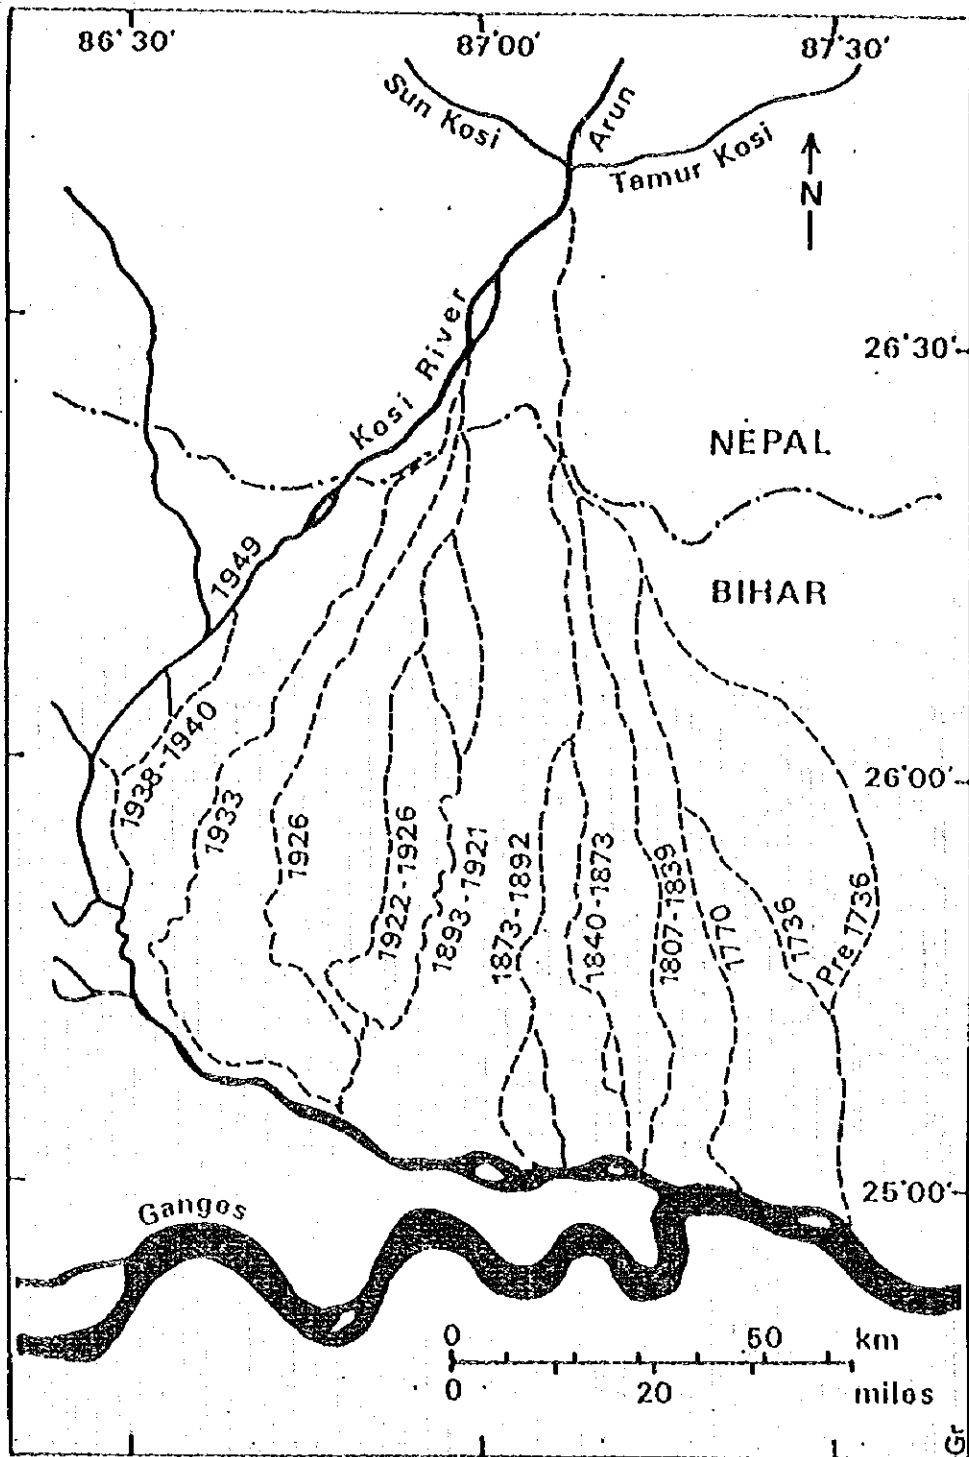 86°30'
87°00'
87°30'
Sun Kosi
Arun
Tamur Kosi
N
Kosi River
26°30'
NEPAL
BIHAR
1949
26°00'
1938-1940
1933
1926
1922-1926
1893-1921
1873-1892
1840-1873
1807-1839
1770
1736
Pre 1736
25°00'
Ganges
0 50 km
0 20 miles
Gr